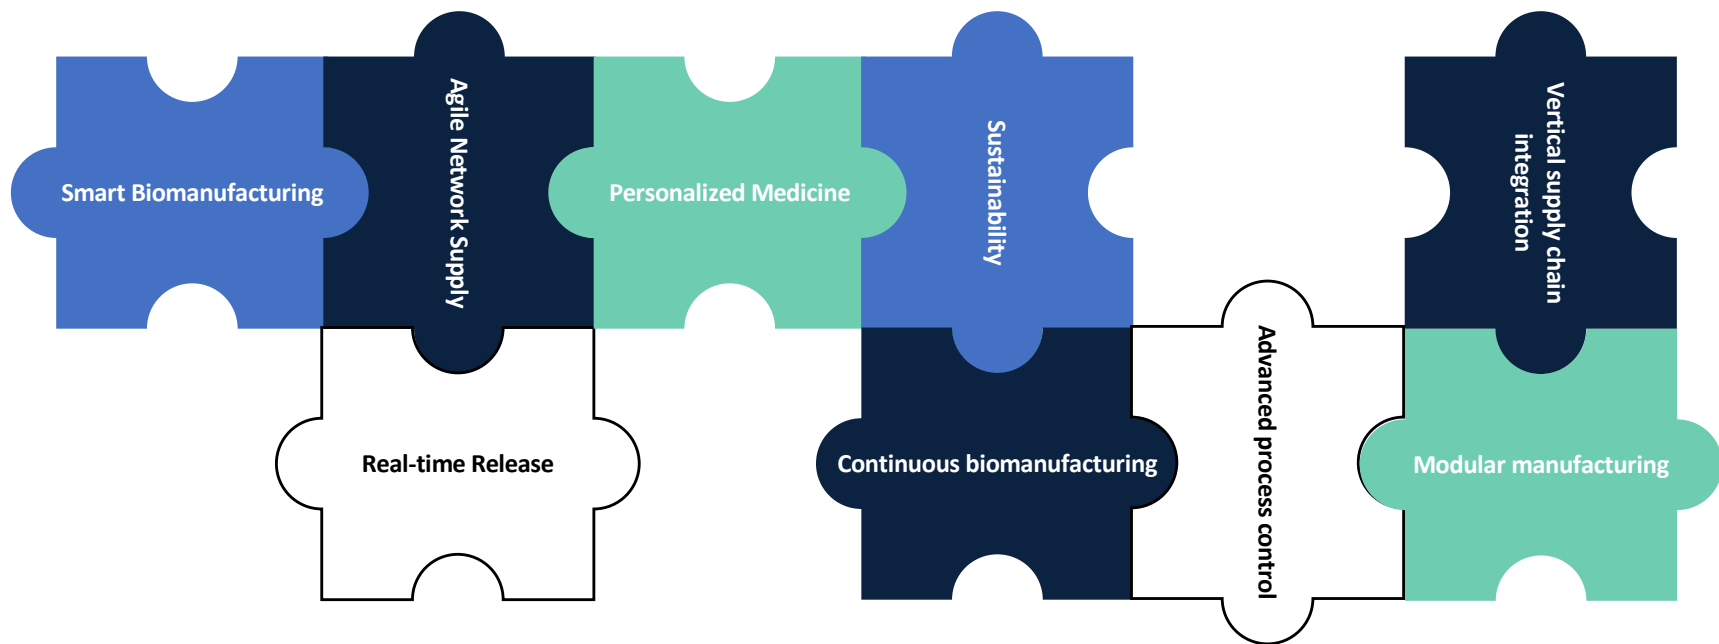 Smart Biomanufacturing
Agile Network Supply
Personalized Medicine
Sustainability
Vertical supply chain
integration
Real-time Release
Continuous biomanufacturing
Advanced process control
Modular manufacturing